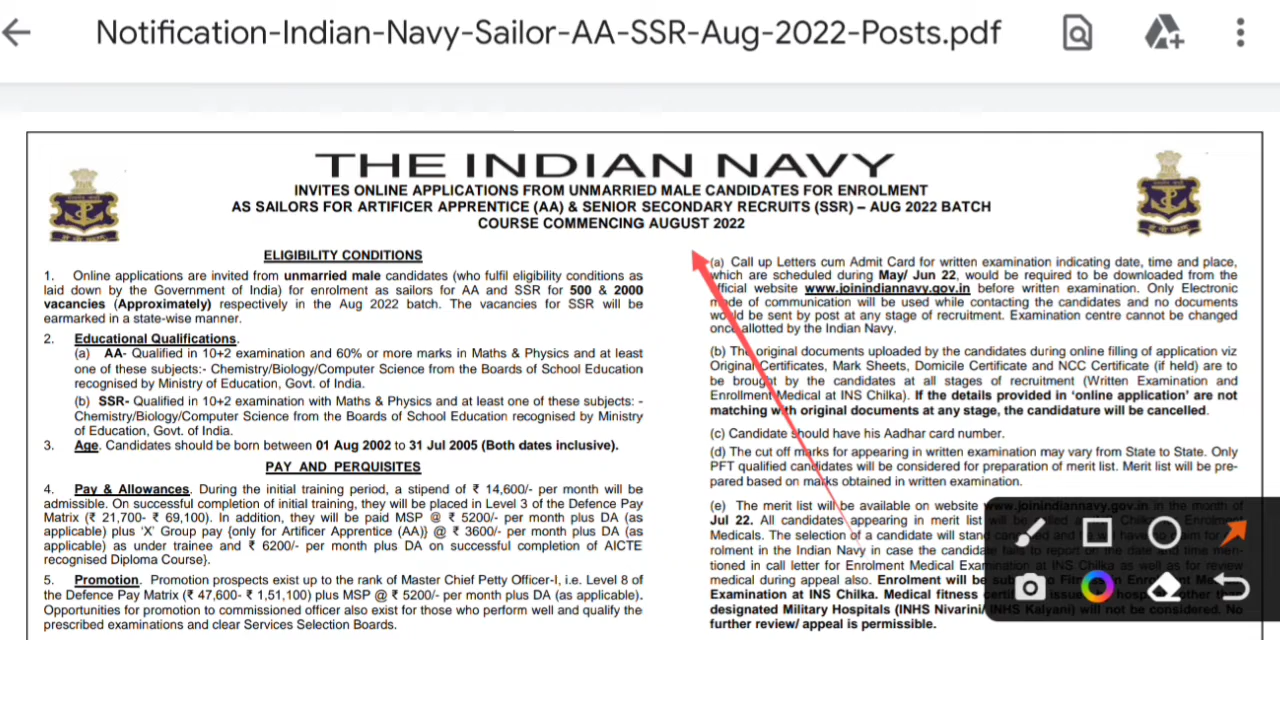 Notification-Indian-Navy-Sailor-AA-SSR-Aug-2022-Posts.pdf
THE INDIAN NAVY
INVITES ONLINE APPLICATIONS FROM UNMARRIED MALE CANDIDATES FOR ENROLMENT
AS SAILORS FOR ARTIFICER APPRENTICE (AA) & SENIOR SECONDARY RECRUITS (SSR) – AUG 2022 BATCH
COURSE COMMENCING AUGUST 2022
ELIGIBILITY CONDITIONS
1. Online applications are invited from unmarried male candidates (who fulfil eligibility conditions as
laid down by the Government of India) for enrolment as sailors for AA and SSR for 500 & 2000
vacancies (Approximately) respectively in the Aug 2022 batch. The vacancies for SSR will be
earmarked in a state-wise manner.
2. Educational Qualifications.
(a) AA- Qualified in 10+2 examination and 60% or more marks in Maths & Physics and at least
one of these subjects:- Chemistry/Biology/Computer Science from the Boards of School Education
recognised by Ministry of Education, Govt. of India.
(b) SSR- Qualified in 10+2 examination with Maths & Physics and at least one of these subjects: -
Chemistry/Biology/Computer Science from the Boards of School Education recognised by Ministry
of Education, Govt. of India.
3. Age. Candidates should be born between 01 Aug 2002 to 31 Jul 2005 (Both dates inclusive).
PAY AND PERQUISITES
4. Pay & Allowances. During the initial training period, a stipend of ₹ 14,600/- per month will be
admissible. On successful completion of initial training, they will be placed in Level 3 of the Defence Pay
Matrix (₹ 21,700- ₹ 69,100). In addition, they will be paid MSP @ ₹ 5200/- per month plus DA (as
applicable) plus 'X' Group pay {only for Artificer Apprentice (AA)} @ ₹ 3600/- per month plus DA (as
applicable) as under trainee and ₹ 6200/- per month plus DA on successful completion of AICTE
recognised Diploma Course}.
5. Promotion. Promotion prospects exist up to the rank of Master Chief Petty Officer-I, i.e. Level 8 of
the Defence Pay Matrix (₹ 47,600- ₹ 1,51,100) plus MSP @ ₹ 5200/- per month plus DA (as applicable).
Opportunities for promotion to commissioned officer also exist for those who perform well and qualify the
prescribed examinations and clear Services Selection Boards.
(a) Call up Letters cum Admit Card for written examination indicating date, time and place,
which are scheduled during May/ Jun 22, would be required to be downloaded from the
official website www.joinindiannavy.gov.in before written examination. Only Electronic
mode of communication will be used while contacting the candidates and no documents
would be sent by post at any stage of recruitment. Examination centre cannot be changed
once allotted by the Indian Navy.
(b) The original documents uploaded by the candidates during online filling of application viz
Original Certificates, Mark Sheets, Domicile Certificate and NCC Certificate (if held) are to
be brought by the candidates at all stages of recruitment (Written Examination and
Enrollment Medical at INS Chilka). If the details provided in 'online application' are not
matching with original documents at any stage, the candidature will be cancelled.
(c) Candidate should have his Aadhar card number.
(d) The cut off marks for appearing in written examination may vary from State to State. Only
PFT qualified candidates will be considered for preparation of merit list. Merit list will be pre-
pared based on marks obtained in written examination.
(e) The merit list will be available on website www.joinindiannavy.gov.in in the month of
Jul 22. All candidates appearing in merit list will be called Chilka Enrolment
Medicals. The selection of a candidate will stand and have claim for
rolment in the Indian Navy in case the candidate fails to report on the date and time men-
tioned in call letter for Enrolment Medical Examination at INS Chilka as well as for review
medical during appeal also. Enrolment will be Fitness in
Examination at INS Chilka. Medical fitness issued hospital other than
designated Military Hospitals (INHS Nivarini/ INHS Kalyani) will not be considered. No
further review/ appeal is permissible.